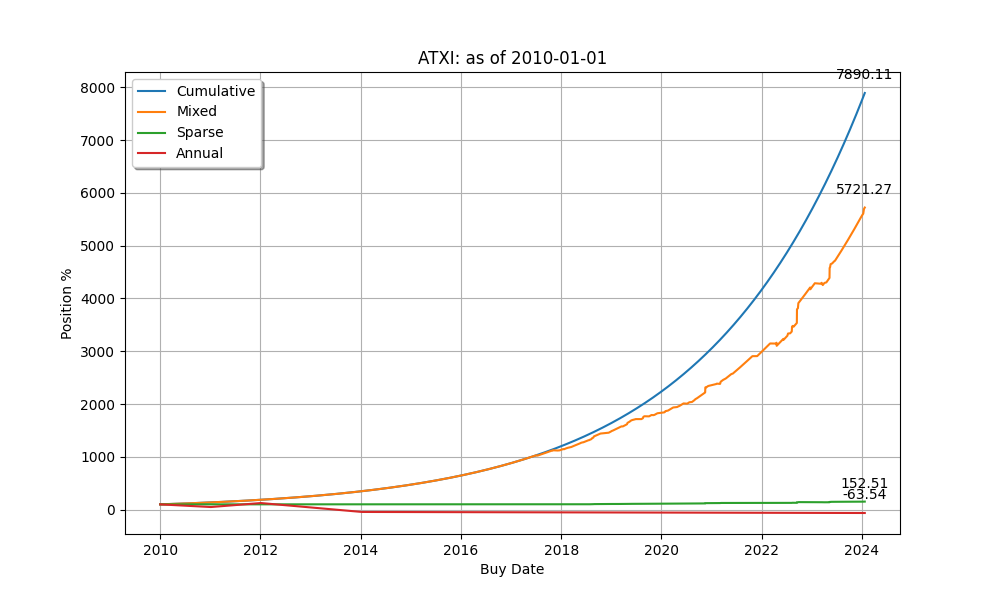 ATXI: as of 2010-01-01
Cumulative
Mixed
Sparse
Annual
7890.11
5721.27
152.51
-63.54
Position %
8000
7000
6000
5000
4000
3000
2000
1000
0
2010 2012 2014 2016 2018 2020 2022 2024
Buy Date